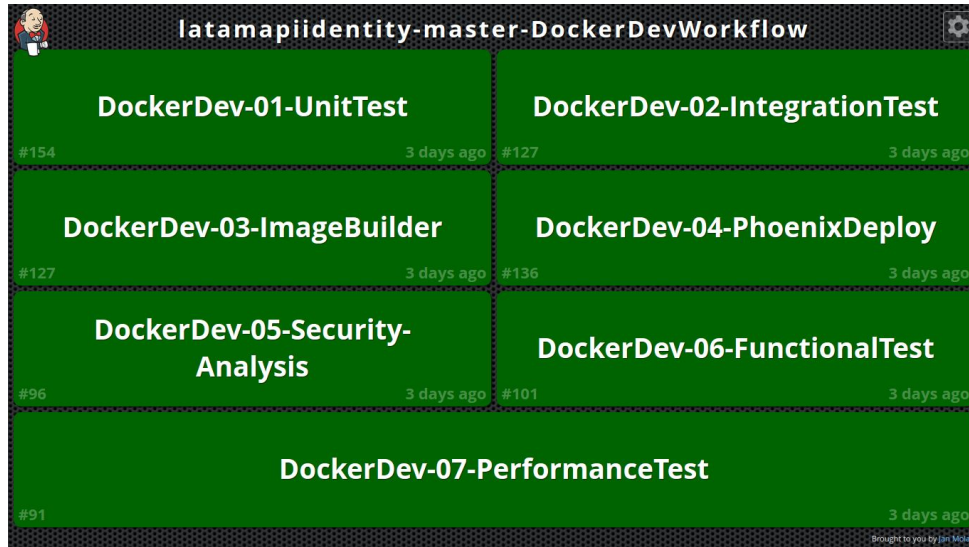 latamapiidentity-master-DockerDevWorkflow
DockerDev-01-UnitTest
#154
3 days ago
DockerDev-02-IntegrationTest
#127
3 days ago
DockerDev-03-ImageBuilder
#127
3 days ago
DockerDev-04-PhoenixDeploy
#136
3 days ago
DockerDev-05-Security-
Analysis
#96
3 days ago
DockerDev-06-FunctionalTest
#101
3 days ago
DockerDev-07-PerformanceTest
#91
3 days ago
Brought to you by Jan Mola